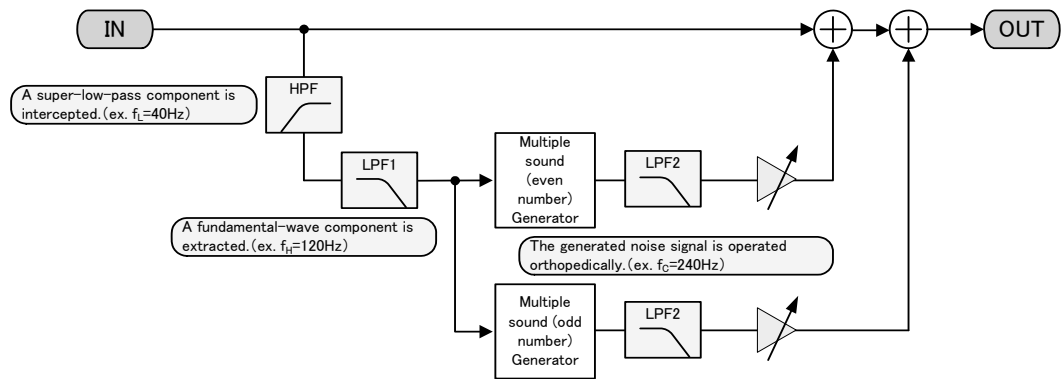 IN
OUT
HPF
A super-low-pass component is
intercepted.(ex. fL=40Hz)
LPF1
Multiple
sound
(even
number)
Generator
LPF2
A fundamental-wave component is
extracted.(ex. fH=120Hz)
The generated noise signal is operated
orthopedically.(ex. fC=240Hz)
Multiple
sound (odd
number)
Generator
LPF2